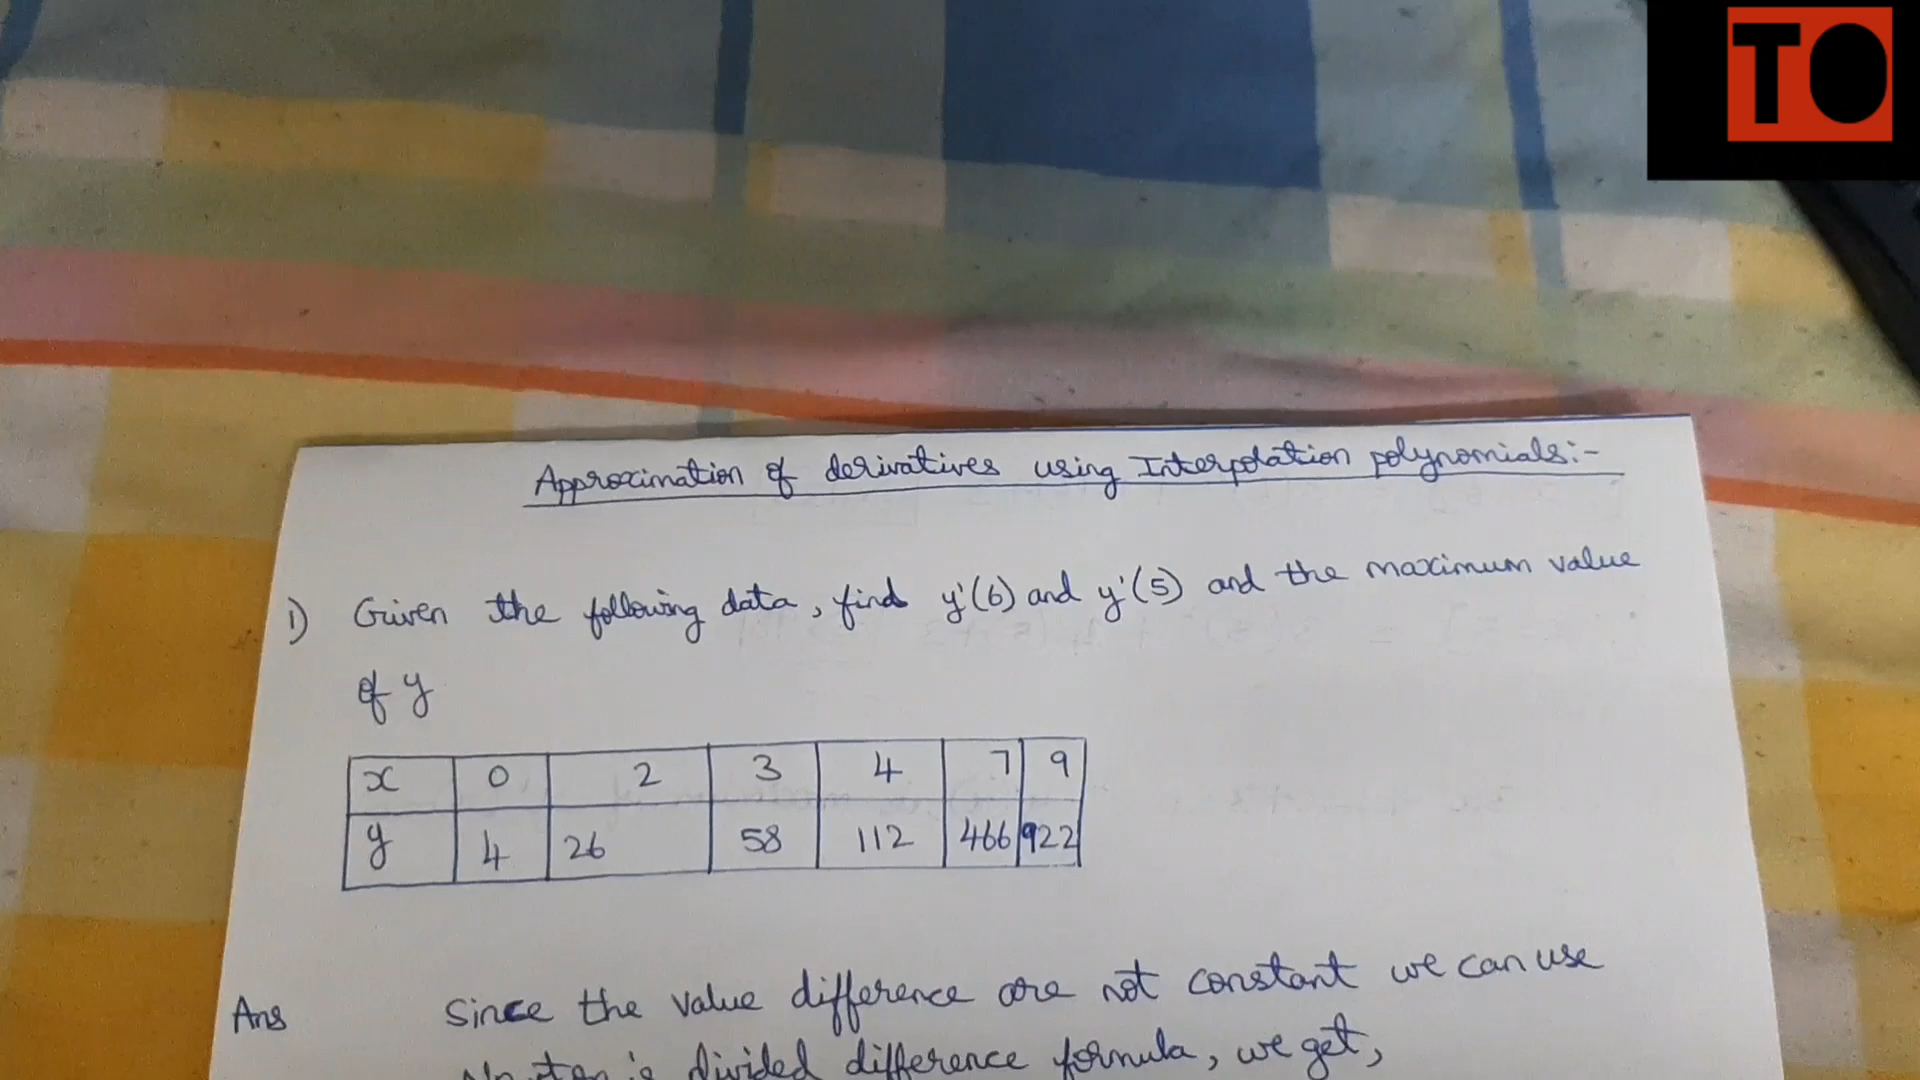 TO
Approximation of derivatives using Interpolation polynomials:-
1) Given the following data, find y'(6) and y'(5) and the maximum value
of y
x 0 2 3 4 7 9
y 4 26 58 112 466 922
Ans Since the value difference are not constant we can use
divided difference formula, we get,